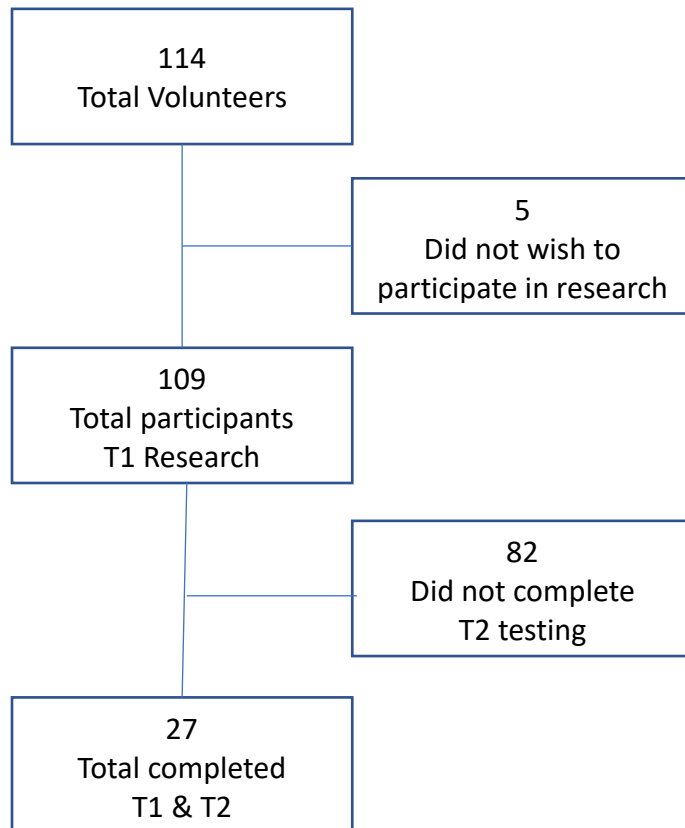 114
Total Volunteers
5
Did not wish to
participate in research
109
Total participants
T1 Research
82
Did not complete
T2 testing
27
Total completed
T1 & T2